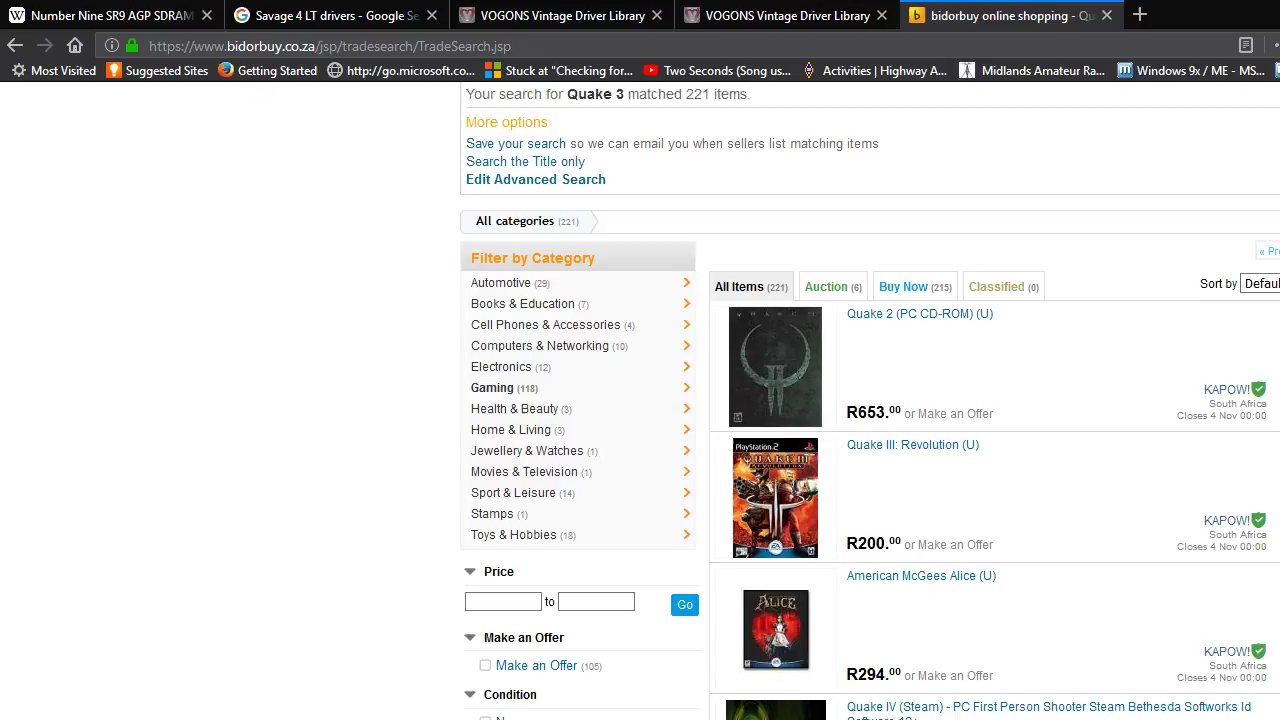 Number Nine SR9 AGP SDRAM
Savage 4 LT drivers - Google Se
VOGONS Vintage Driver Library
VOGONS Vintage Driver Library
bidorbuy online shopping - Qu
https://www.bidorbuy.co.za/jsp/tradesearch/TradeSearch.jsp
Most Visited
Suggested Sites
Getting Started
http://go.microsoft.co...
Stuck at "Checking for...
Two Seconds (Song us...
Activities | Highway A...
Midlands Amateur Ra...
Windows 9x / ME - MS...
Your search for Quake 3 matched 221 items.
More options
Save your search so we can email you when sellers list matching items
Search the Title only
Edit Advanced Search
All categories (221)
Filter by Category
Automotive (29)
Books & Education (7)
Cell Phones & Accessories (4)
Computers & Networking (10)
Electronics (12)
Gaming (118)
Health & Beauty (3)
Home & Living (3)
Jewellery & Watches (1)
Movies & Television (1)
Sport & Leisure (14)
Stamps (1)
Toys & Hobbies (18)
Price
to
Go
Make an Offer
Make an Offer (105)
Condition
« Pre
All Items (221)
Auction (6)
Buy Now (215)
Classified (0)
Sort by
Defaul
QUAKE II
Quake 2 (PC CD-ROM) (U)
R653.00 or Make an Offer
KAPOW!
South Africa
Closes 4 Nov 00:00
PlayStation.2
QUAKE III
REVOLUTION
EA
Quake III: Revolution (U)
R200.00 or Make an Offer
KAPOW!
South Africa
Closes 4 Nov 00:00
ALICE
American McGees Alice (U)
R294.00 or Make an Offer
KAPOW!
South Africa
Closes 4 Nov 00:00
Quake IV (Steam) - PC First Person Shooter Steam Bethesda Softworks Id